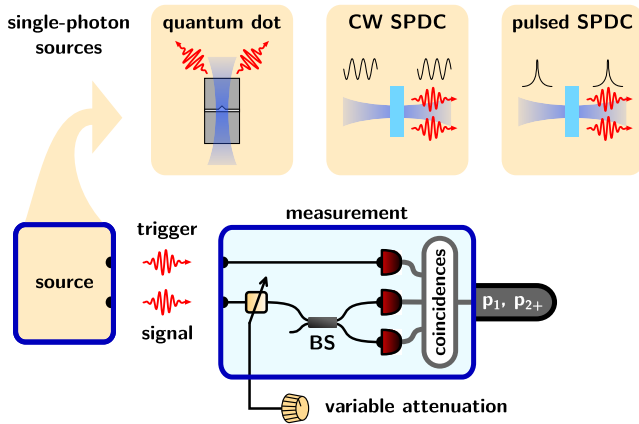 single-photon
sources
quantum dot
CW SPDC
pulsed SPDC
measurement
trigger
source
signal
BS
coincidences
p1, p2+
variable attenuation